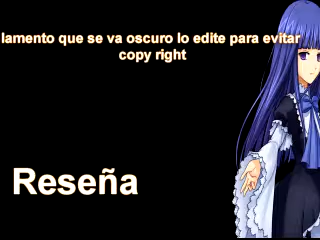 lamento que se va oscuro lo edite para evitar
copy right
Reseña